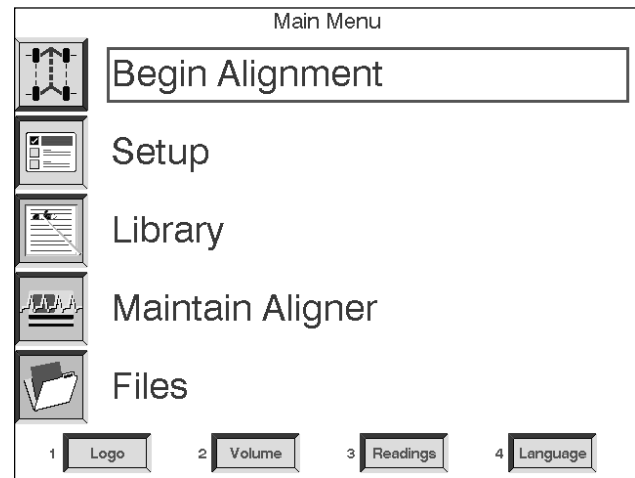 Main Menu
Begin Alignment
Setup
Library
Maintain Aligner
Files
1 Logo 2 Volume 3 Readings 4 Language